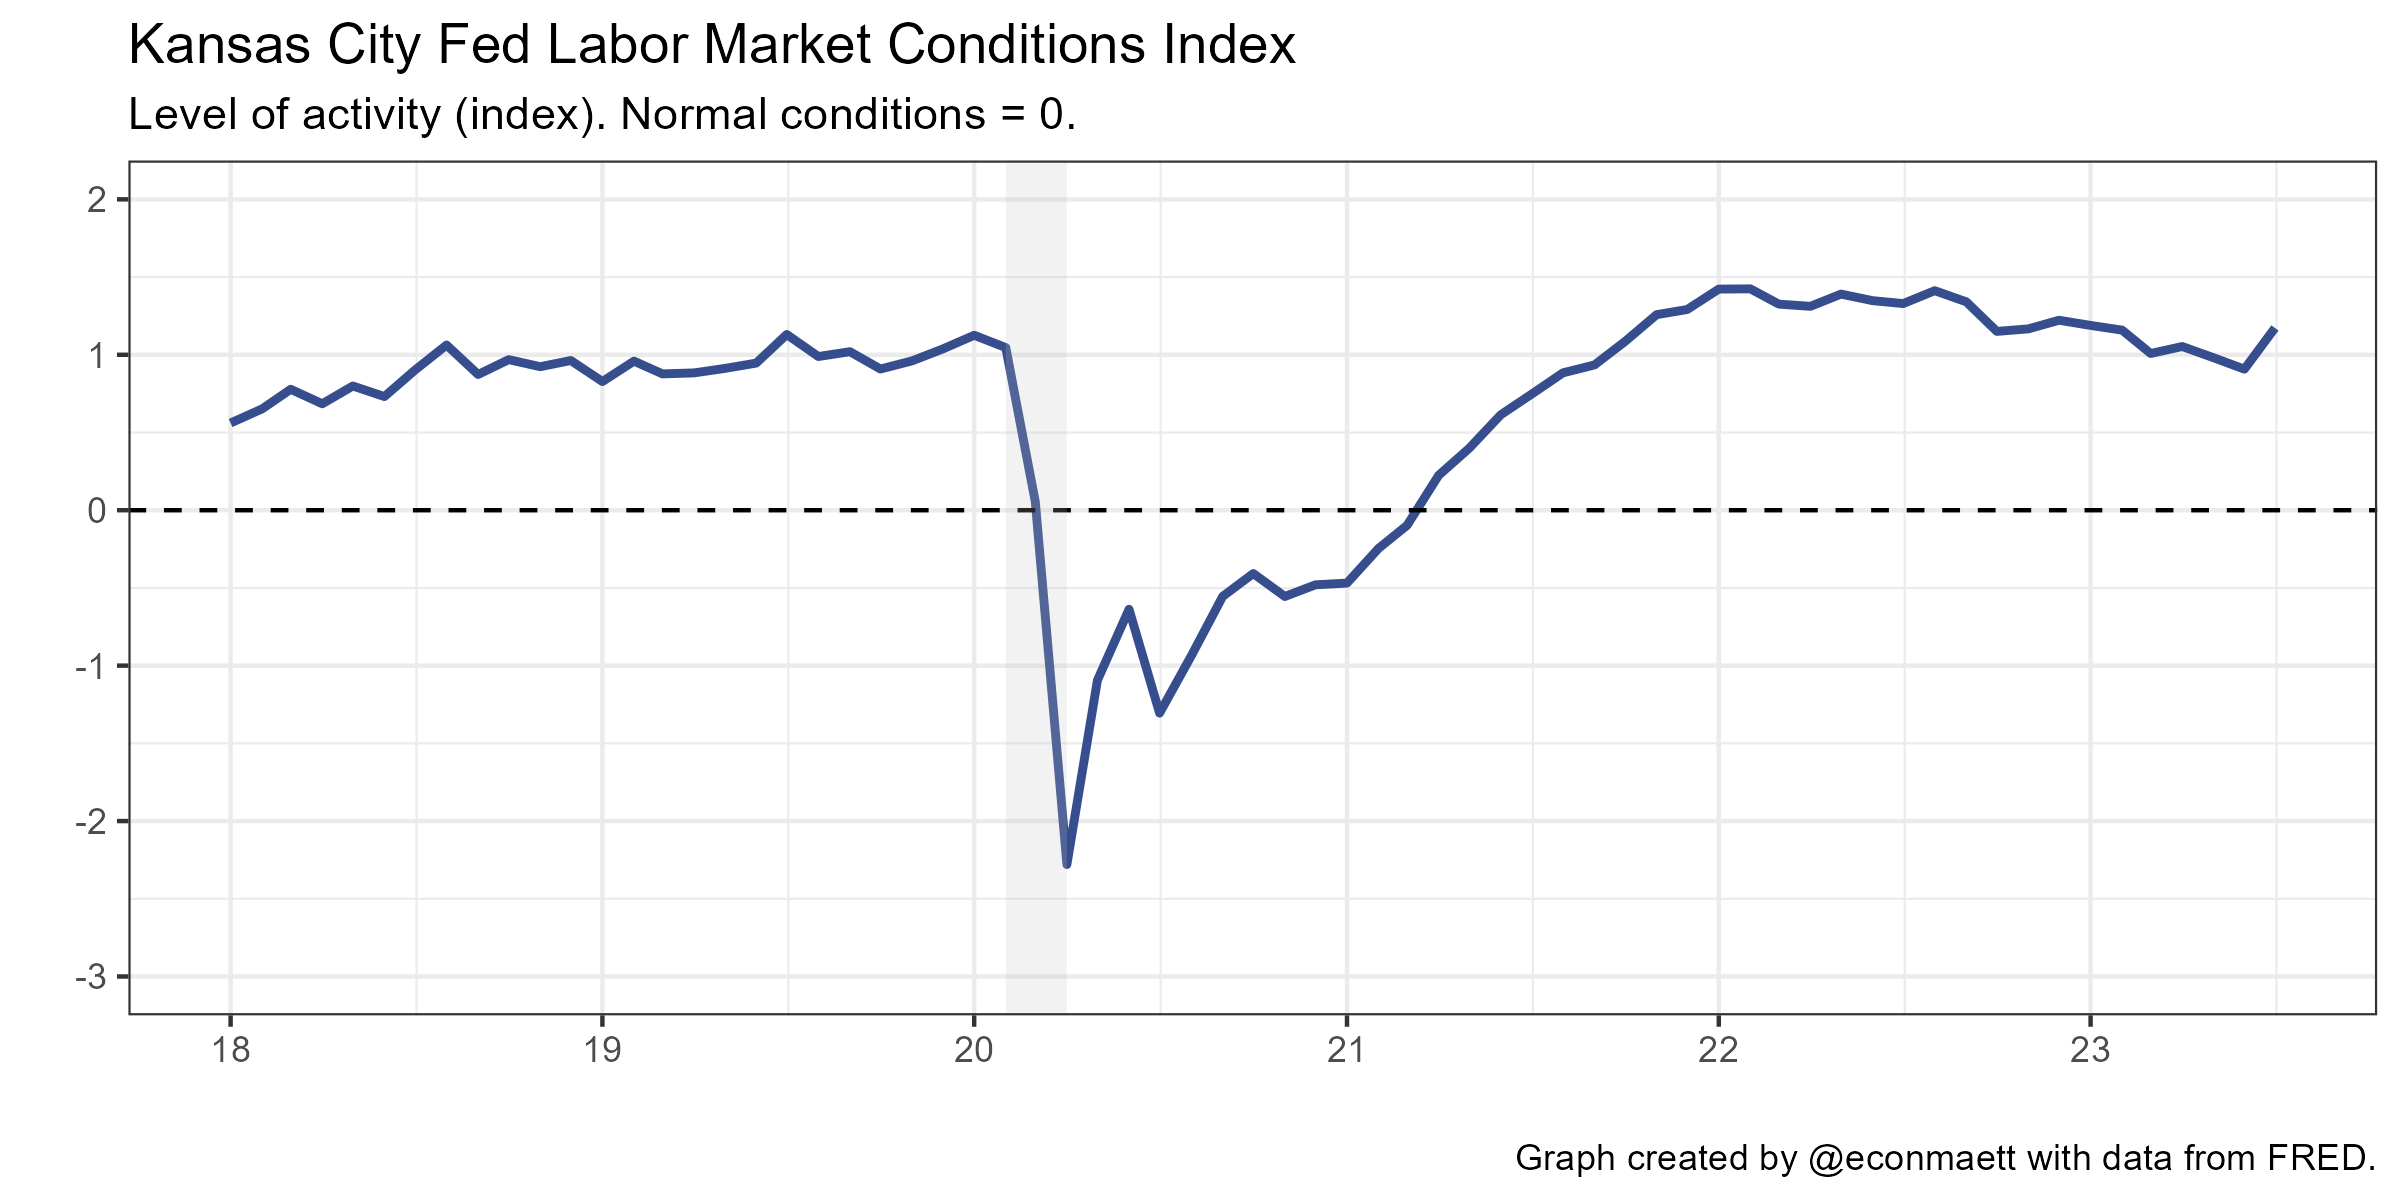 Kansas City Fed Labor Market Conditions Index
Level of activity (index). Normal conditions = 0.
2
1
0
-1
-2
-3
18 19 20 21 22 23
Graph created by @econmaett with data from FRED.